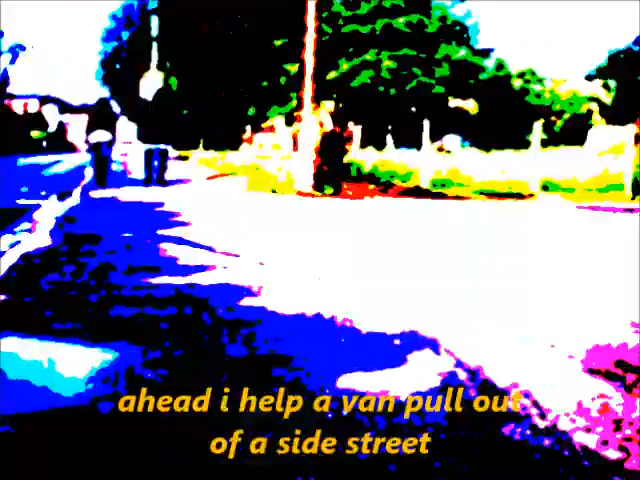 ahead i help a van pull out
of a side street